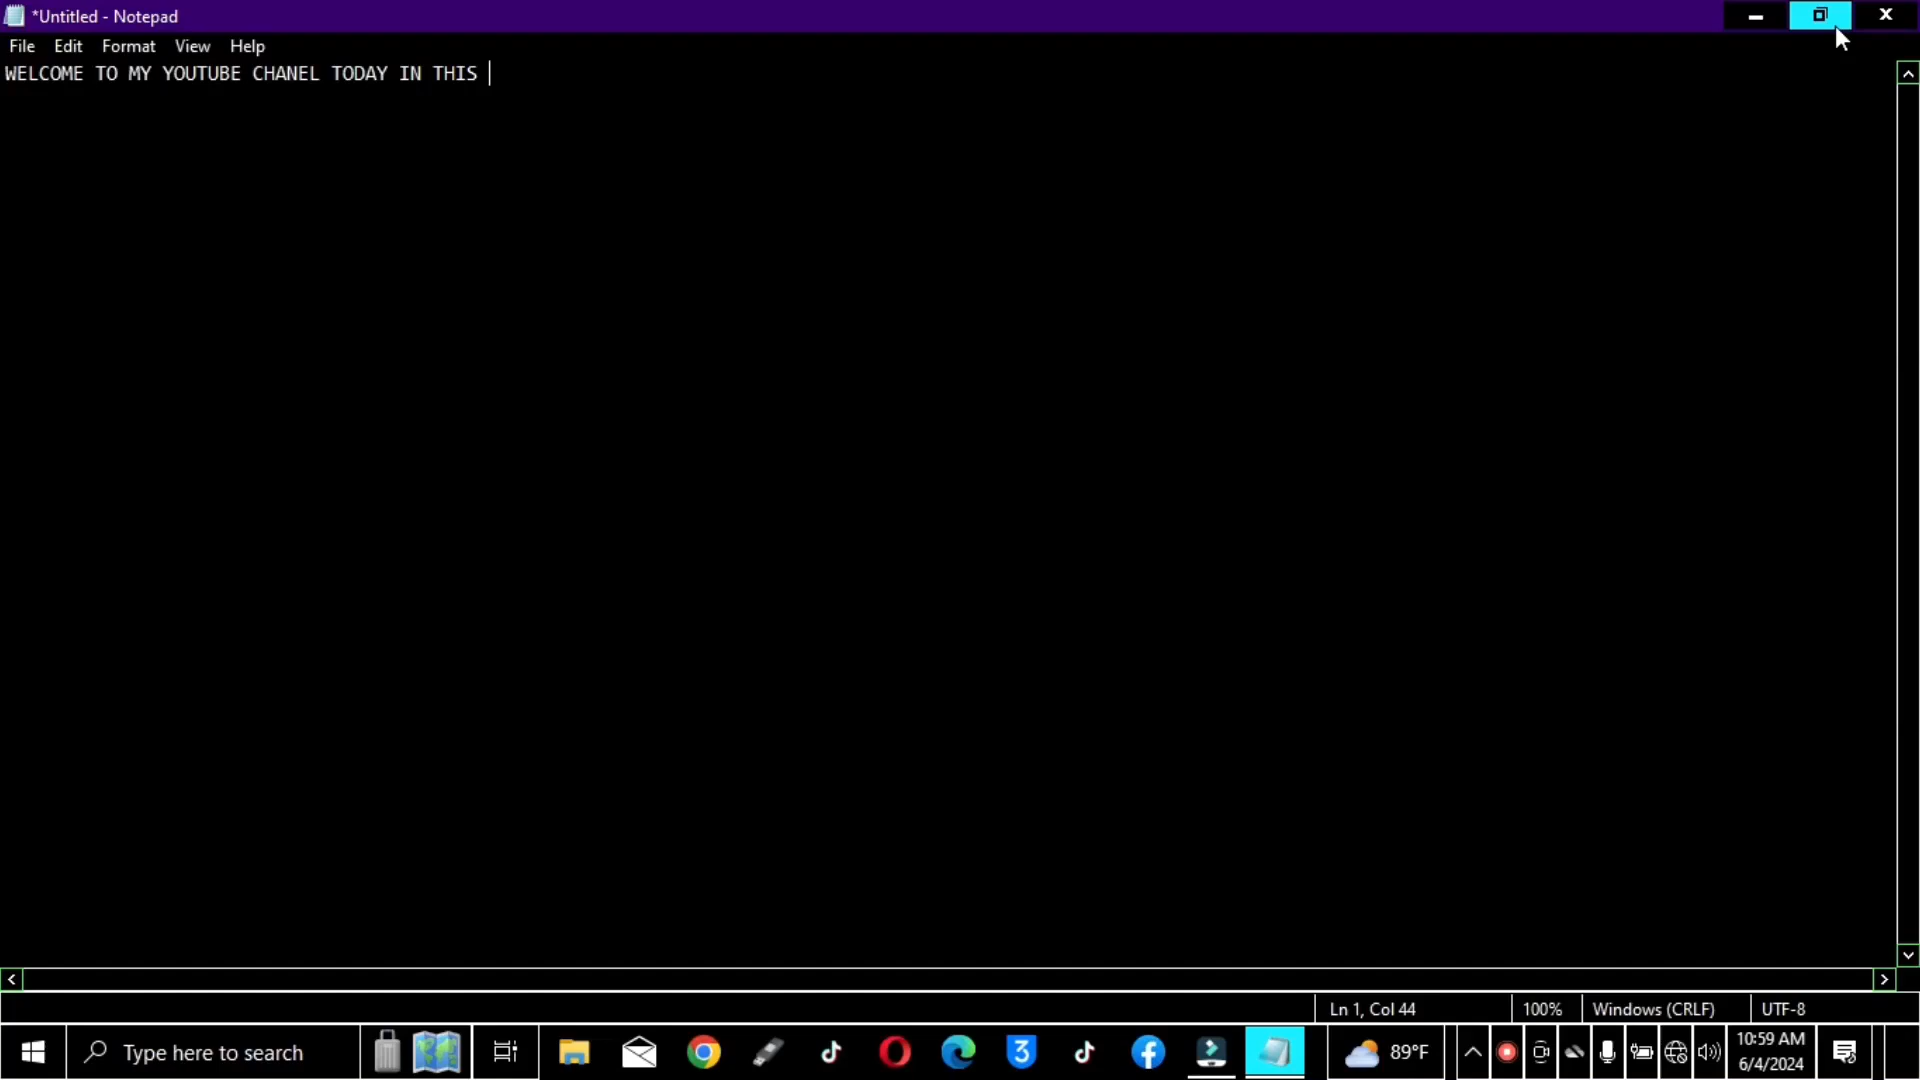 *Untitled - Notepad
File Edit Format View Help
WELCOME TO MY YOUTUBE CHANEL TODAY IN THIS
Ln 1, Col 44 100% Windows (CRLF) UTF-8
Type here to search 3 89°F 10:59 AM
6/4/2024